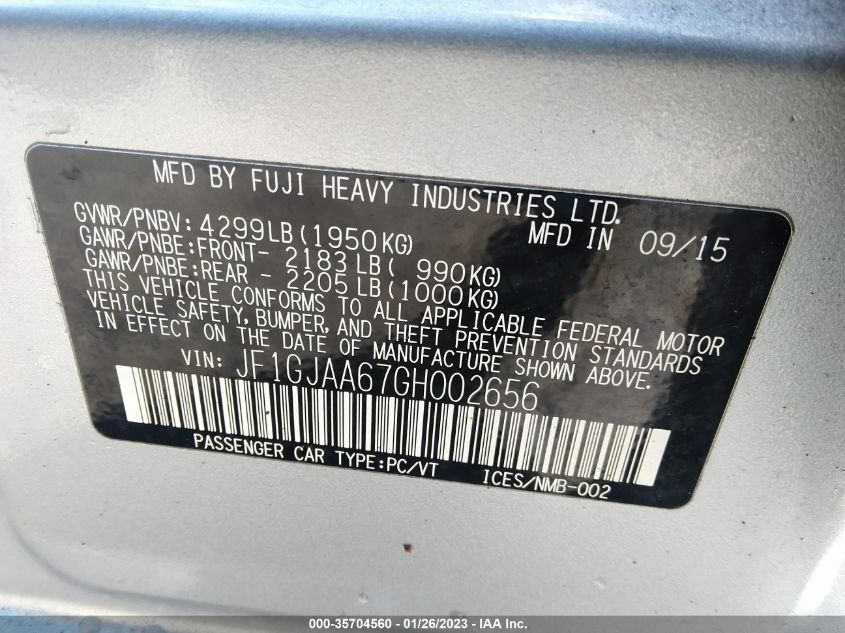 MFD BY FUJI HEAVY INDUSTRIES LTD.
GVWR/PNBV: 4299LB(1950KG) MFD IN 09/15
GAWR/PNBE:FRONT- 2183LB( 990KG)
GAWR/PNBE:REAR - 2205LB(1000KG)
THIS VEHICLE CONFORMS TO ALL APPLICABLE FEDERAL MOTOR
VEHICLE SAFETY, BUMPER, AND THEFT PREVENTION STANDARDS
IN EFFECT ON THE DATE OF MANUFACTURE SHOWN ABOVE.
VIN: JF1GJAA67GH002656
PASSENGER CAR TYPE:PC/VT ICES/NMB-002
000-35704560 - 01/26/2023 - IAA Inc.